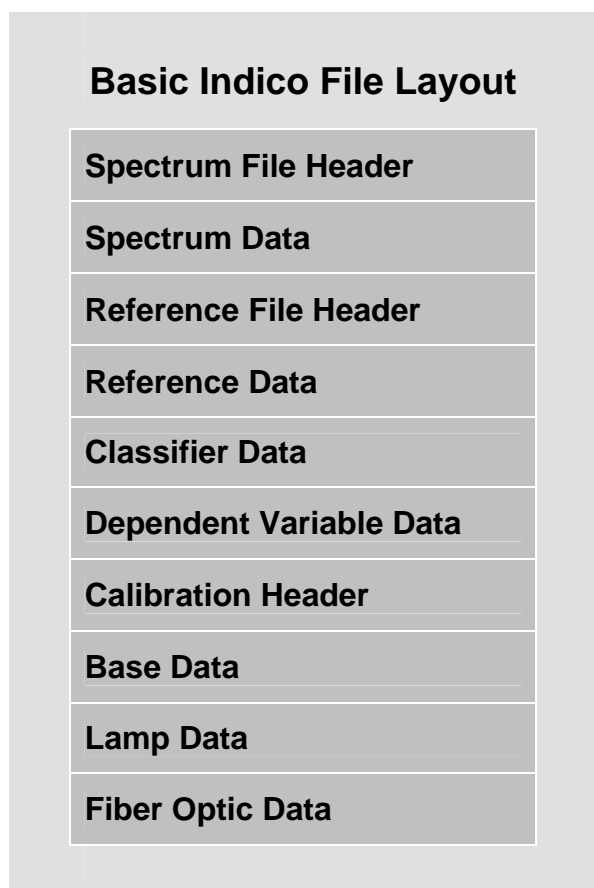 Basic Indico File Layout
Spectrum File Header
Spectrum Data
Reference File Header
Reference Data
Classifier Data
Dependent Variable Data
Calibration Header
Base Data
Lamp Data
Fiber Optic Data